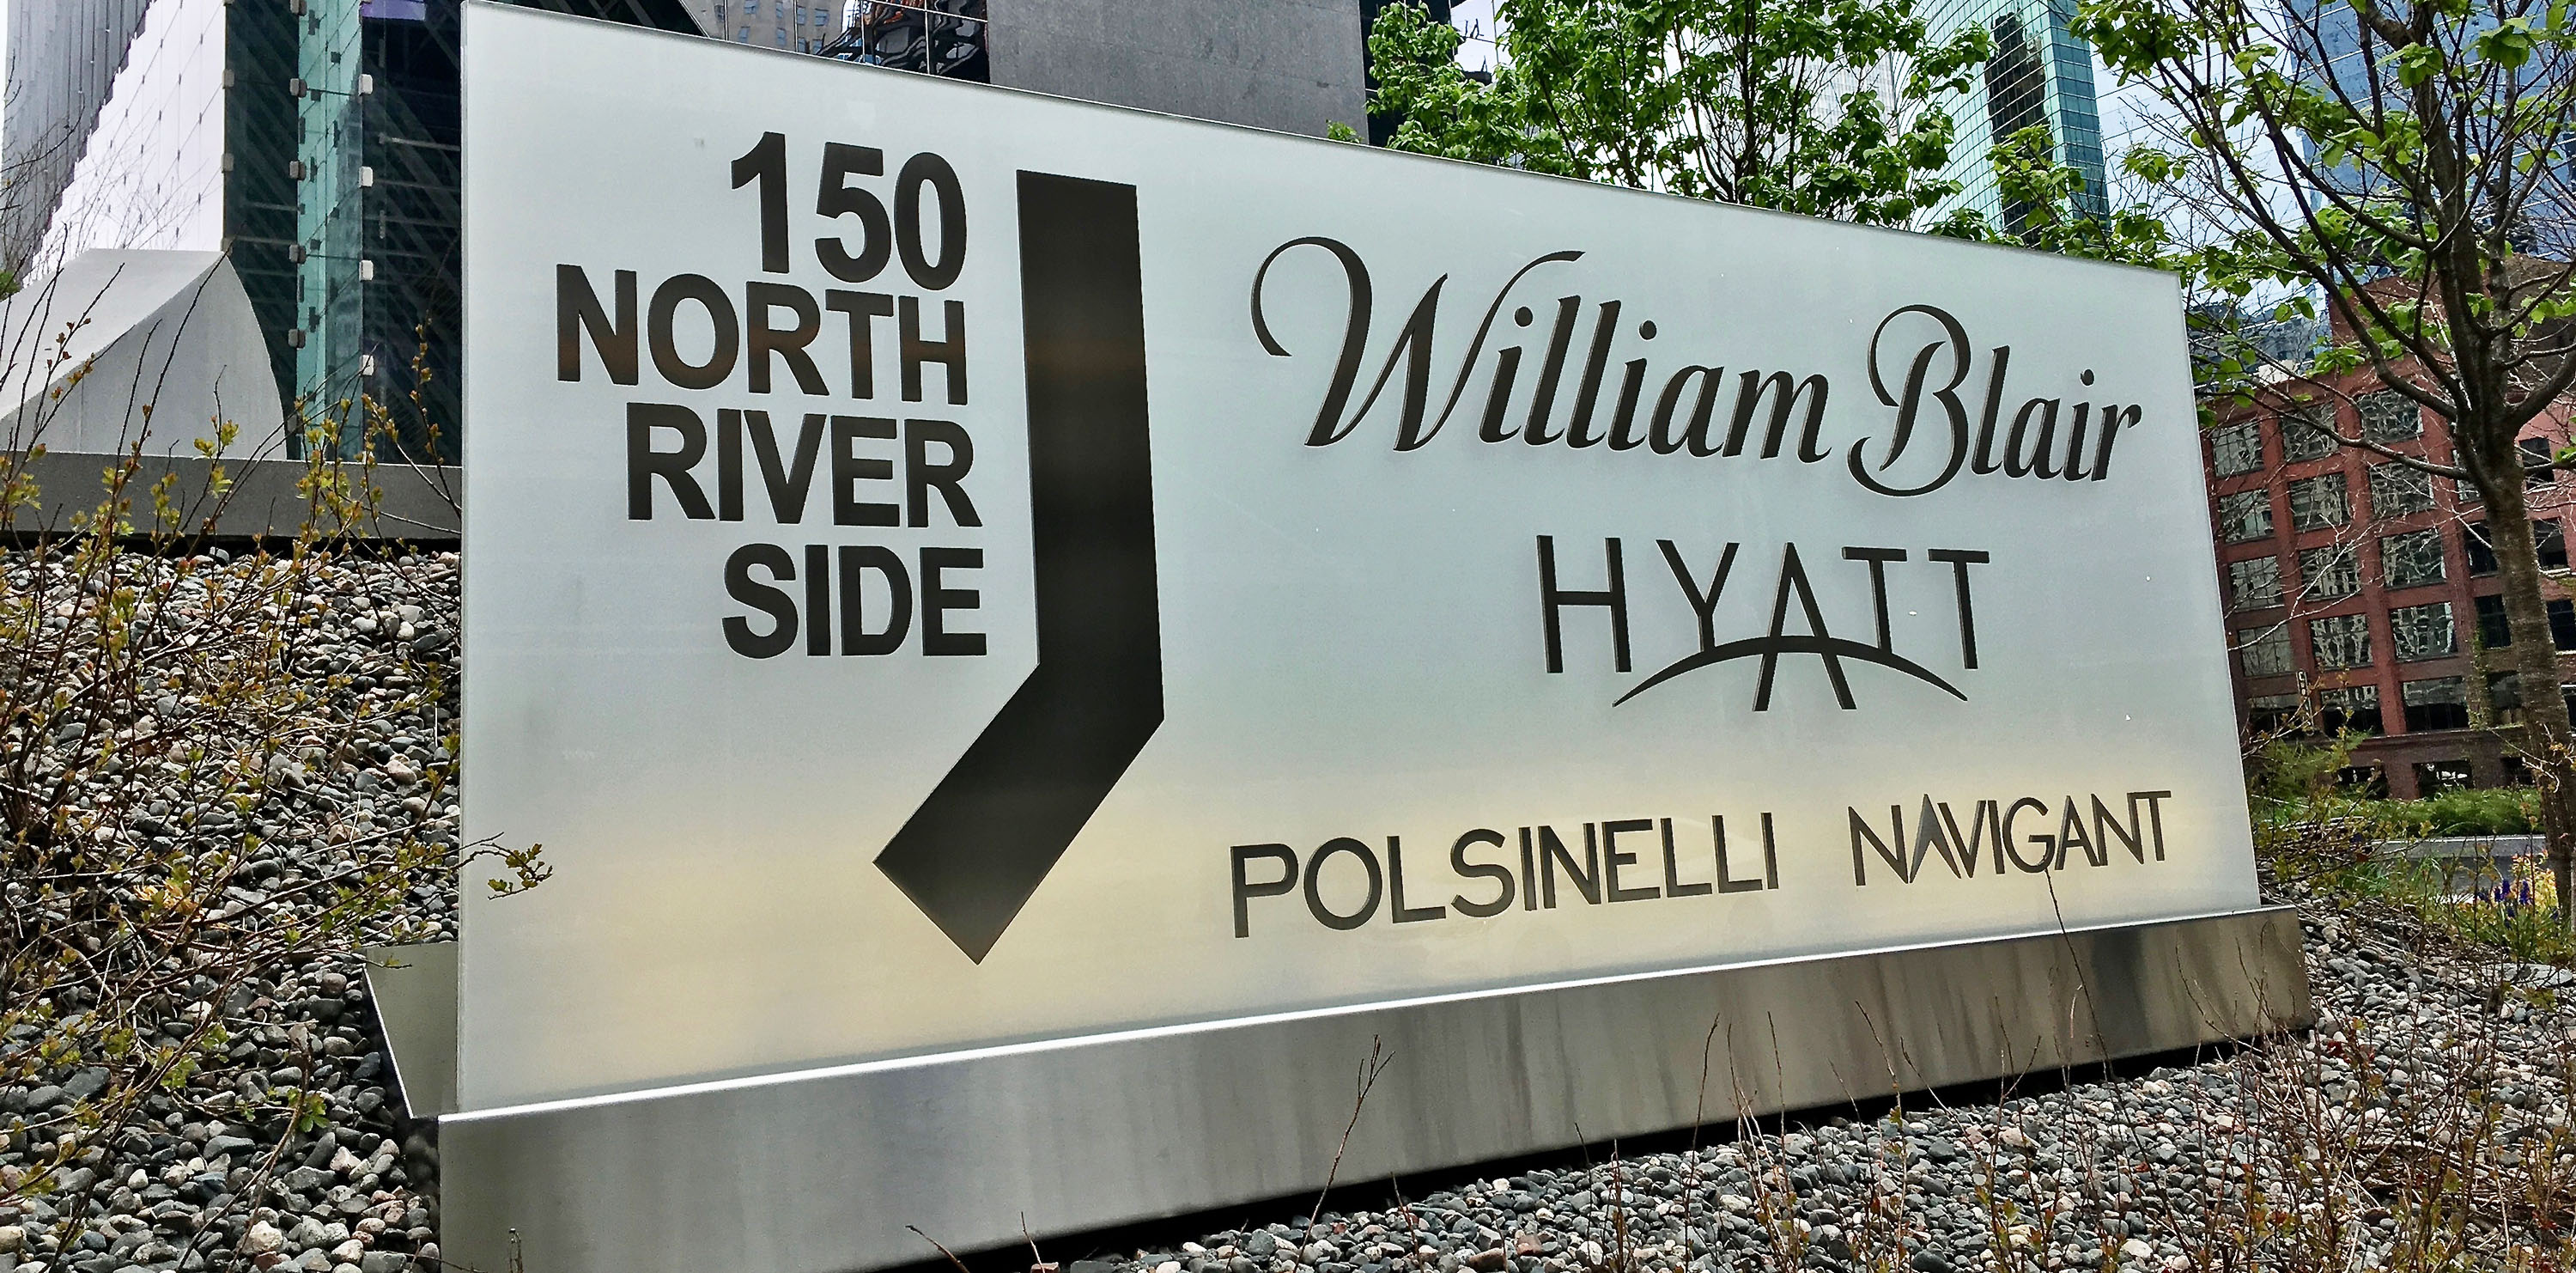 150
NORTH
RIVER
SIDE
William Blair
HYATT
POLSINELLI NAVIGANT